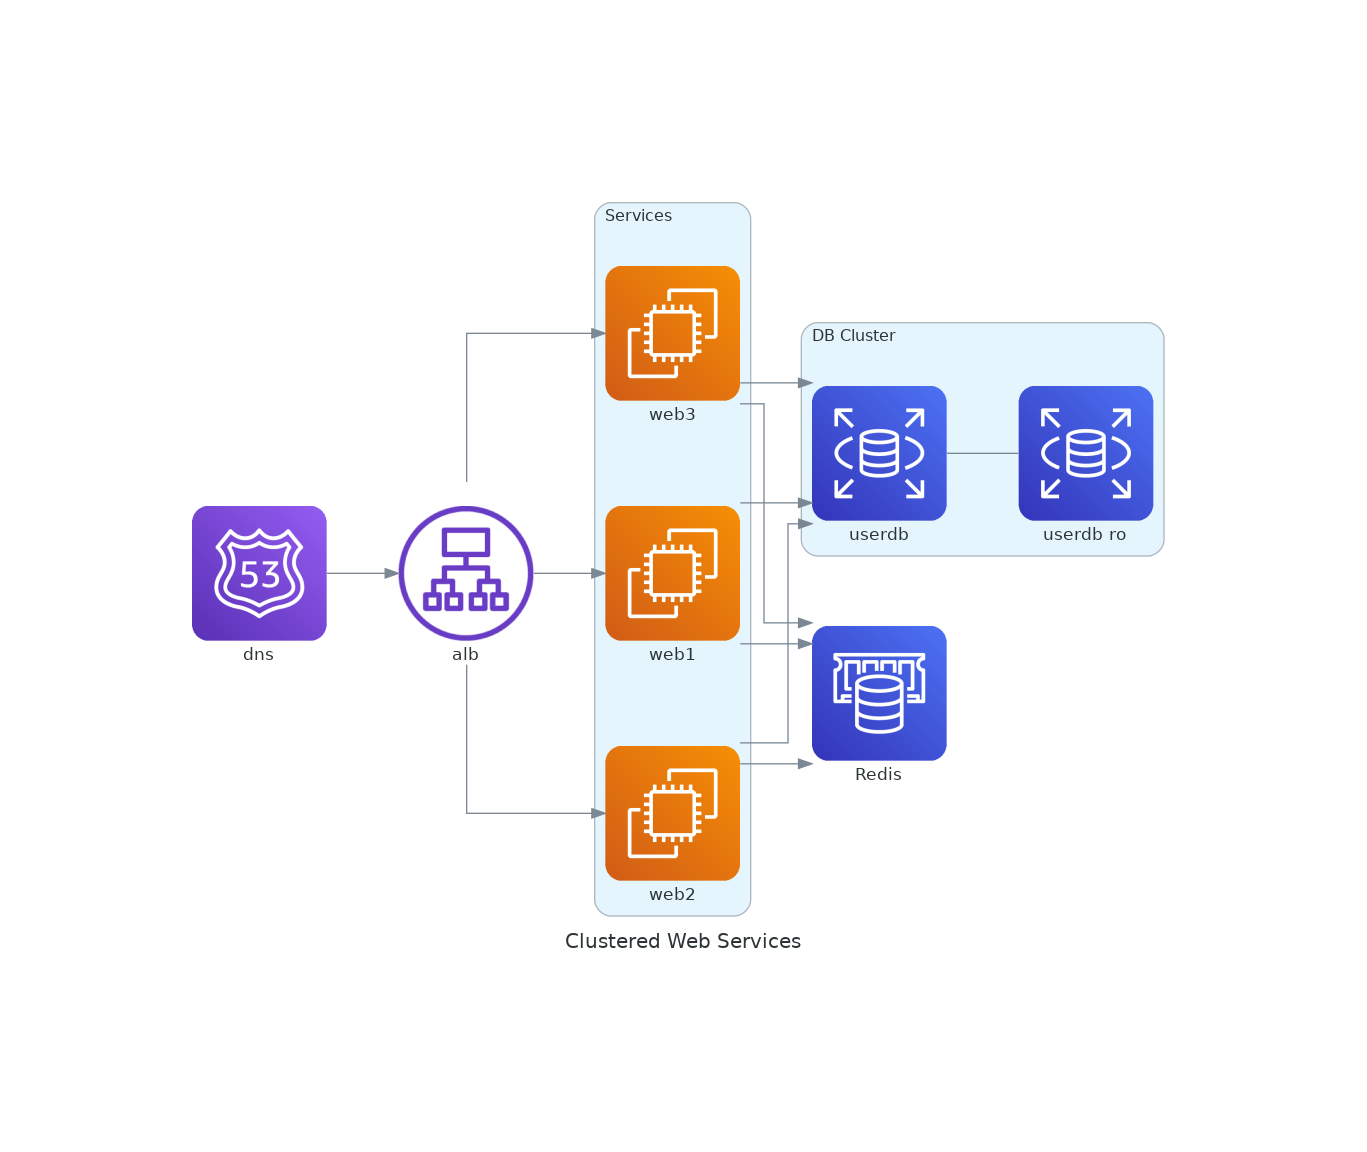 Services
web3
DB Cluster
userdb
userdb ro
53
dns
alb
web1
Redis
web2
Clustered Web Services